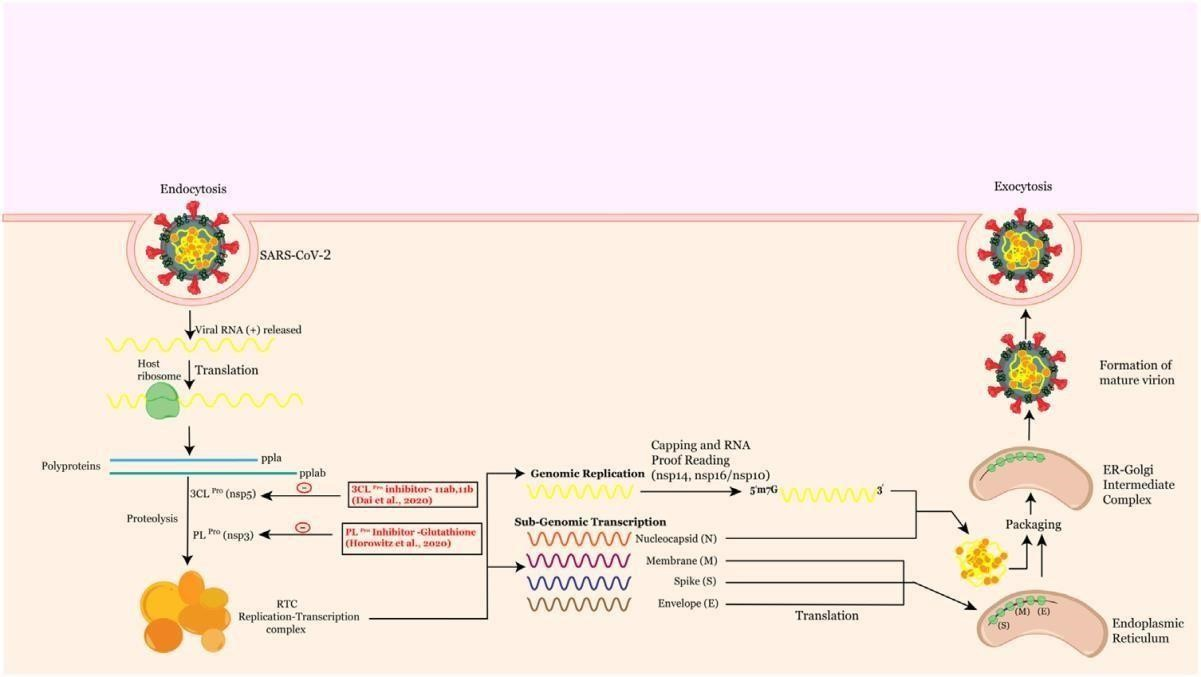 Endocytosis
Exocytosis
SARS-CoV-2
Viral RNA (+) released
Host
ribosome
Translation
Polyproteins
ppla
pplab
3CL Pro (nsp5)
3CL Pro inhibitor- 11ab,11b
(Dai et al., 2020)
Proteolysis
PL Pro (nsp3)
PL Pro Inhibitor -Glutathione
(Horowitz et al., 2020)
RTC
Replication-Transcription
complex
Capping and RNA
Proof Reading
(nsp14, nsp16/nsp10)
Genomic Replication
5'm7G
3'
Sub-Genomic Transcription
Nucleocapsid (N)
Membrane (M)
Spike (S)
Envelope (E)
Translation
Formation of
mature virion
ER-Golgi
Intermediate
Complex
Packaging
(S)
(M)
(E)
Endoplasmic
Reticulum